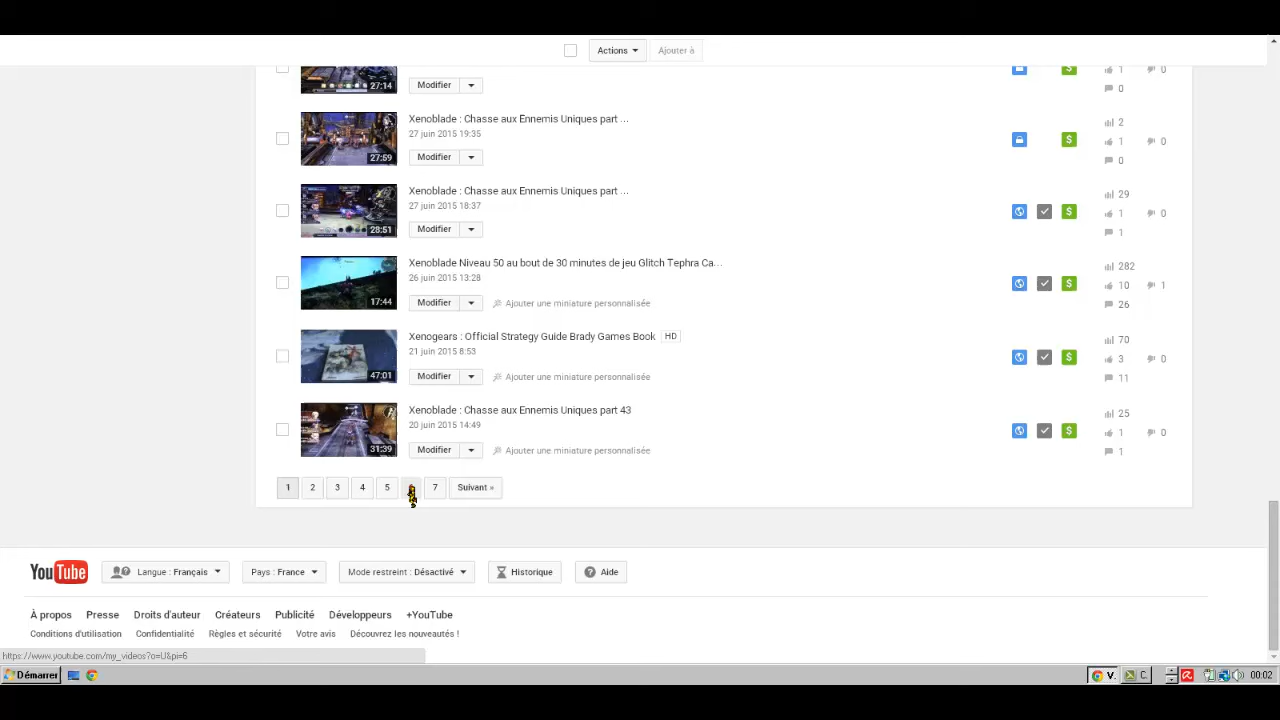 Actions
Ajouter à
27:14
Modifier
1
0
0
Xenoblade : Chasse aux Ennemis Uniques part ...
27 juin 2015 19:35
27:59
Modifier
$
2
1
0
0
Xenoblade : Chasse aux Ennemis Uniques part ...
27 juin 2015 18:37
28:51
Modifier
$
29
1
0
1
Xenoblade Niveau 50 au bout de 30 minutes de jeu Glitch Tephra Ca...
26 juin 2015 13:28
17:44
Modifier
Ajouter une miniature personnalisée
$
282
10
1
26
Xenogears : Official Strategy Guide Brady Games Book HD
21 juin 2015 8:53
47:01
Modifier
Ajouter une miniature personnalisée
$
70
3
0
11
Xenoblade : Chasse aux Ennemis Uniques part 43
20 juin 2015 14:49
31:39
Modifier
Ajouter une miniature personnalisée
$
25
1
0
1
1 2 3 4 5 7 Suivant »
YouTube
Langue : Français
Pays : France
Mode restreint : Désactivé
Historique
Aide
À propos Presse Droits d'auteur Créateurs Publicité Développeurs +YouTube
Conditions d'utilisation Confidentialité Règles et sécurité Votre avis Découvrez les nouveautés !
https://www.youtube.com/my_videos?o=U&pi=6
Démarrer
V.
C.
00:02